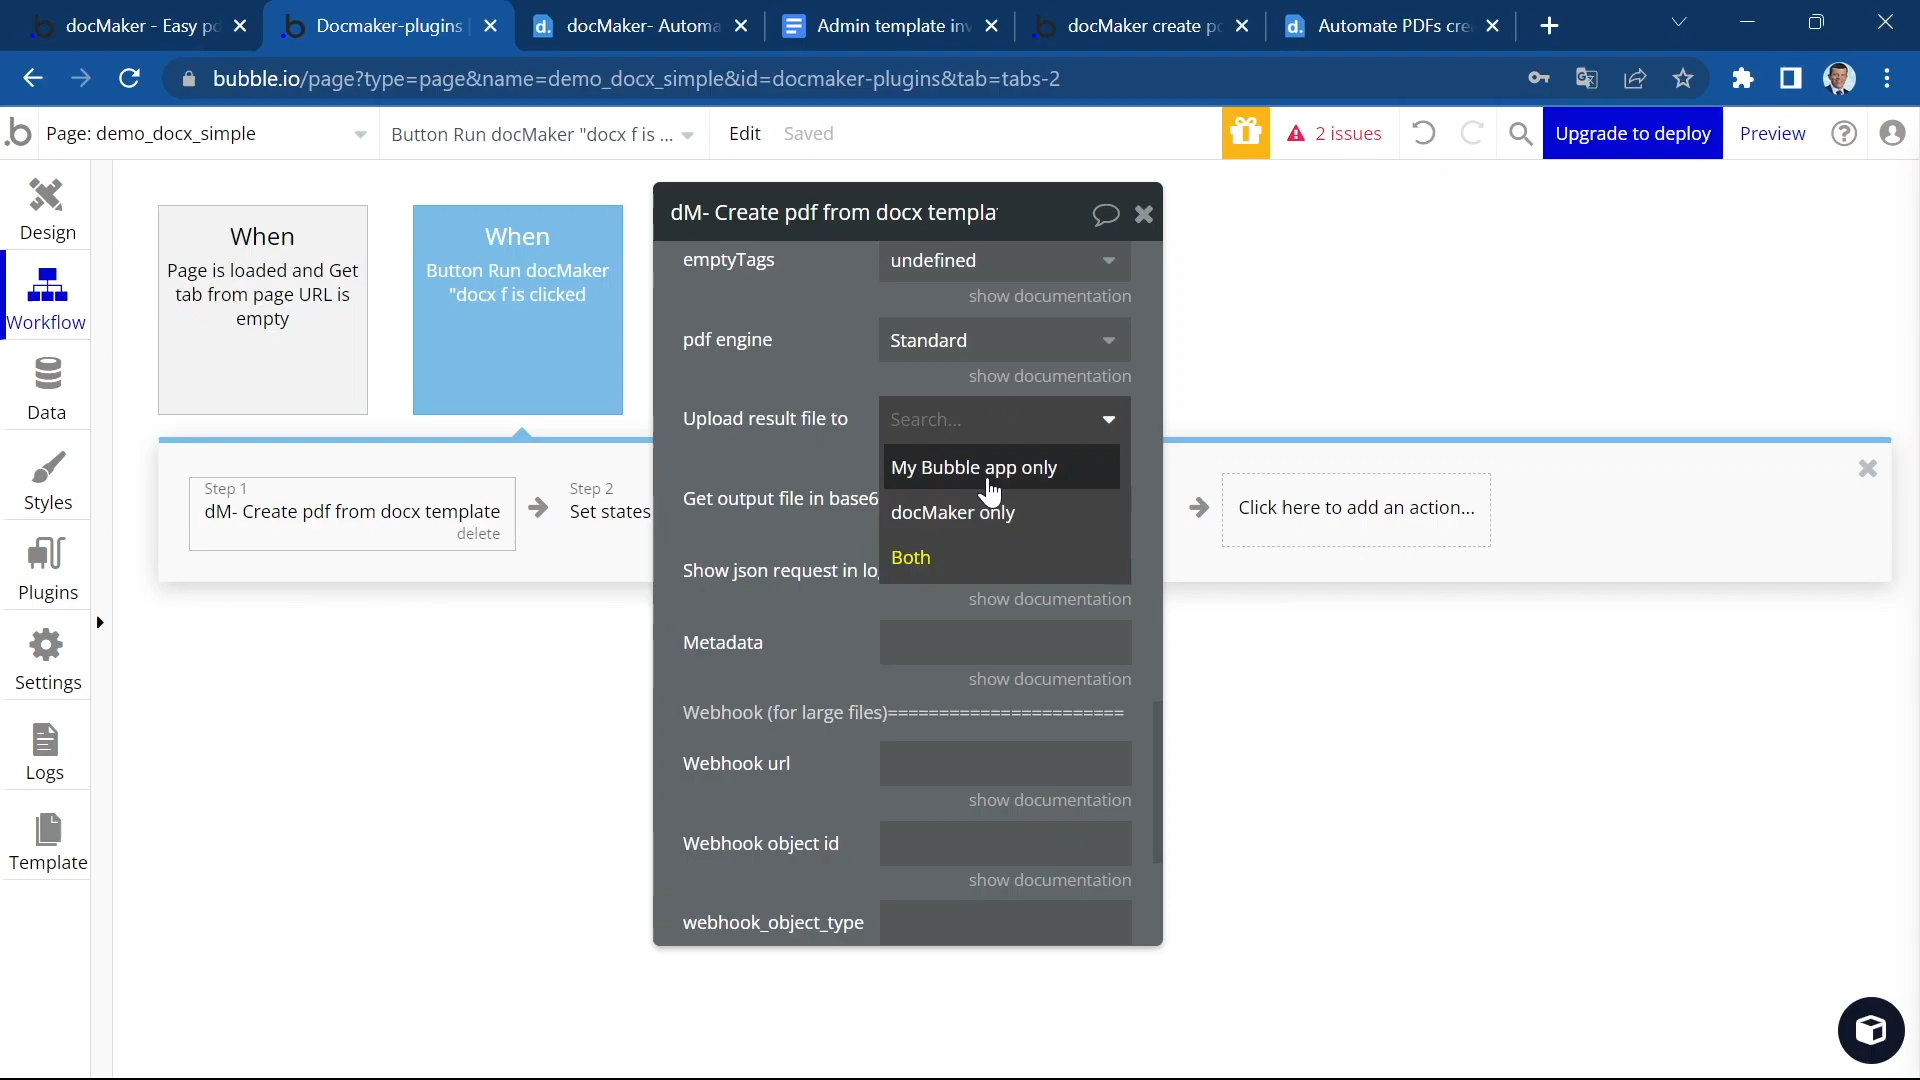 docMaker - Easy p
Docmaker-plugins
docMaker- Automa
Admin template in
docMaker create p
Automate PDFs cre
bubble.io/page?type=page&name=demo_docx_simple&id=docmaker-plugins&tab=tabs-2
Page: demo_docx_simple
Button Run docMaker "docx f is ...
Edit
Saved
2 issues
Upgrade to deploy
Preview
Design
Workflow
Data
Styles
Plugins
Settings
Logs
Template
When
Page is loaded and Get
tab from page URL is
empty
When
Button Run docMaker
"docx f is clicked
Step 1
dM- Create pdf from docx template
delete
Step 2
Set states
Click here to add an action...
dM- Create pdf from docx templa
emptyTags
undefined
show documentation
pdf engine
Standard
show documentation
Upload result file to
Search...
My Bubble app only
docMaker only
Both
Get output file in base6
Show json request in lo
show documentation
Metadata
show documentation
Webhook (for large files)=======================
Webhook url
show documentation
Webhook object id
show documentation
webhook_object_type